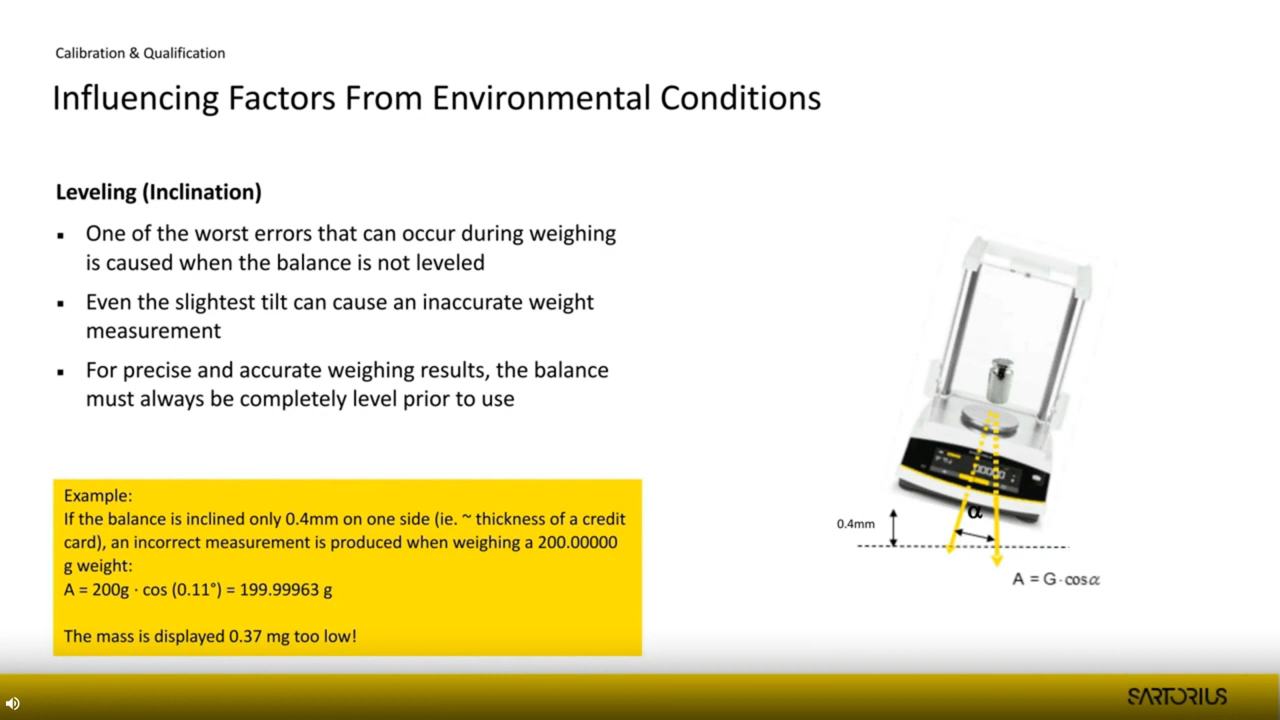 Calibration & Qualification
Influencing Factors From Environmental Conditions
Leveling (Inclination)
▪ One of the worst errors that can occur during weighing
is caused when the balance is not leveled
▪ Even the slightest tilt can cause an inaccurate weight
measurement
▪ For precise and accurate weighing results, the balance
must always be completely level prior to use
Example:
If the balance is inclined only 0.4mm on one side (ie. ~ thickness of a credit
card), an incorrect measurement is produced when weighing a 200.00000
g weight:
A = 200g · cos (0.11°) = 199.99963 g
The mass is displayed 0.37 mg too low!
α
0.4mm
A = G · cosα
SARTORIUS